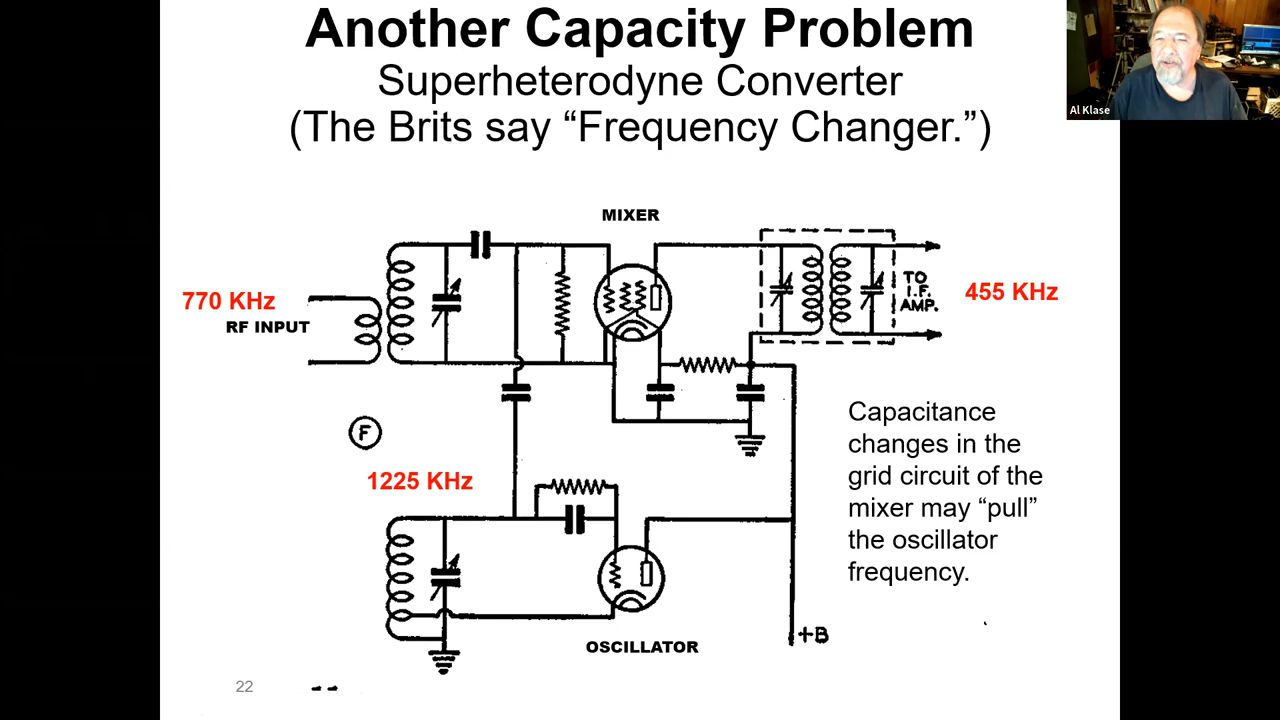 Another Capacity Problem
Superheterodyne Converter
(The Brits say “Frequency Changer.”)
Al Klase
MIXER
770 KHz
RF INPUT
TO
I.F.
AMP.
455 KHz
Capacitance
changes in the
grid circuit of the
mixer may “pull”
the oscillator
frequency.
F
1225 KHz
OSCILLATOR
+B
22